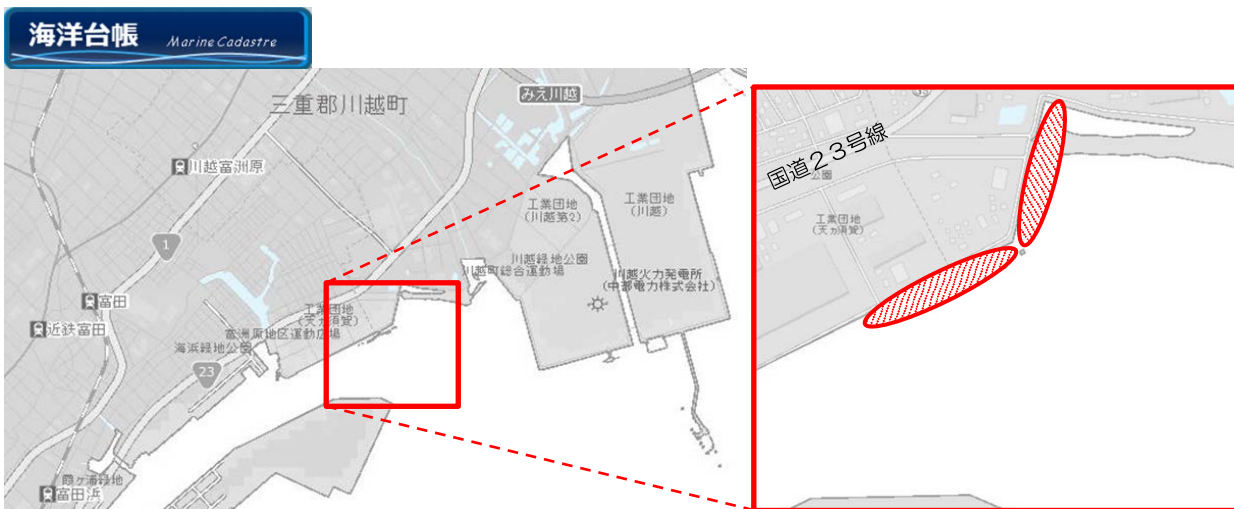 海洋台帳 Marine Cadastre
三重郡川越町
みえ川越
川越富洲原
工業団地
(川越第2)
工業団地
(川越)
1
川越緑地公園
川越町総合運動場
川越火力発電所
(中部電力株式会社)
富田
近鉄富田
工業団地
(天カ須賀)
富洲原地区運動広場
海浜緑地公園
23
霞ヶ浦緑地
富田浜
国道23号線
公園
工業団地
(天カ須賀)